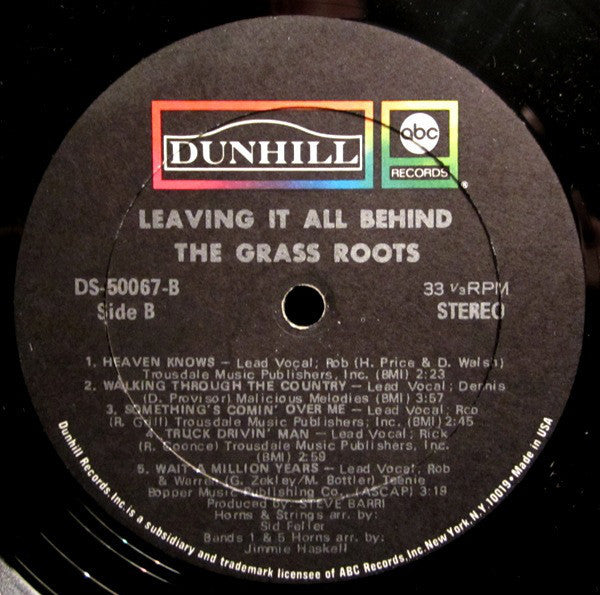 DUNHILL
abc
RECORDS
®
LEAVING IT ALL BEHIND
THE GRASS ROOTS
DS-50067-B
Side B
33 ⅓ RPM
STEREO
1. HEAVEN KNOWS — Lead Vocal; Rob (H. Price & D. Walsh)
Trousdale Music Publishers, Inc. (BMI) 2:23
2. WALKING THROUGH THE COUNTRY — Lead Vocal; Dennis
(D. Provisor) Malicious Melodies (BMI) 3:57
3. SOMETHING'S COMIN' OVER ME — Lead Vocal; Rco
(R. Grill) Trousdale Music Publishers, Inc. (BMI) 2:45
4. TRUCK DRIVIN' MAN — Lead Vocal; Rick
(R. Coonce) Trousdale Music Publishers, Inc.
(BMI) 2:59
5. WAIT A MILLION YEARS — Lead Vocal; Rob
& Warren (G. Zekley/M. Bottler) Teenie
Bopper Music Publishing Co., (ASCAP) 3:19
Produced by: STEVE BARRI
Horns & Strings arr. by:
Sid Feller
Bands 1 & 5 Horns arr. by:
Jimmie Haskell
Dunhill Records, Inc. is a subsidiary and trademark licensee of ABC Records, Inc. New York, N.Y. 10019 • Made in USA